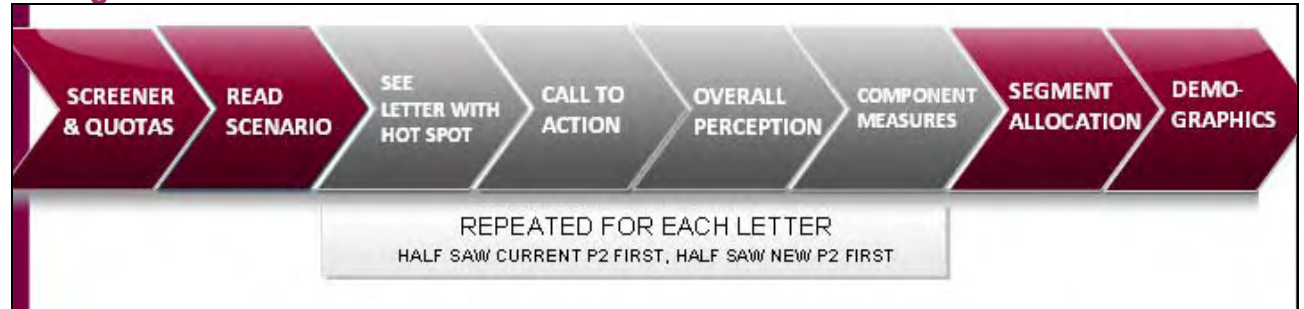 SCREENER
& QUOTAS
READ
SCENARIO
SEE
LETTER WITH
HOT SPOT
CALL TO
ACTION
OVERALL
PERCEPTION
COMPONENT
MEASURES
SEGMENT
ALLOCATION
DEMO-
GRAPHICS
REPEATED FOR EACH LETTER
HALF SAW CURRENT P2 FIRST, HALF SAW NEW P2 FIRST